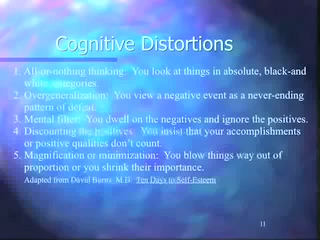 Cognitive Distortions
1. All-or-nothing thinking: You look at things in absolute, black-and
white categories.
2. Overgeneralization: You view a negative event as a never-ending
pattern of defeat.
3. Mental filter: You dwell on the negatives and ignore the positives.
4. Discounting the positives: You insist that your accomplishments
or positive qualities don't count.
5. Magnification or minimization: You blow things way out of
proportion or you shrink their importance.
Adapted from David Burns, M.D. Ten Days to Self-Esteem
11